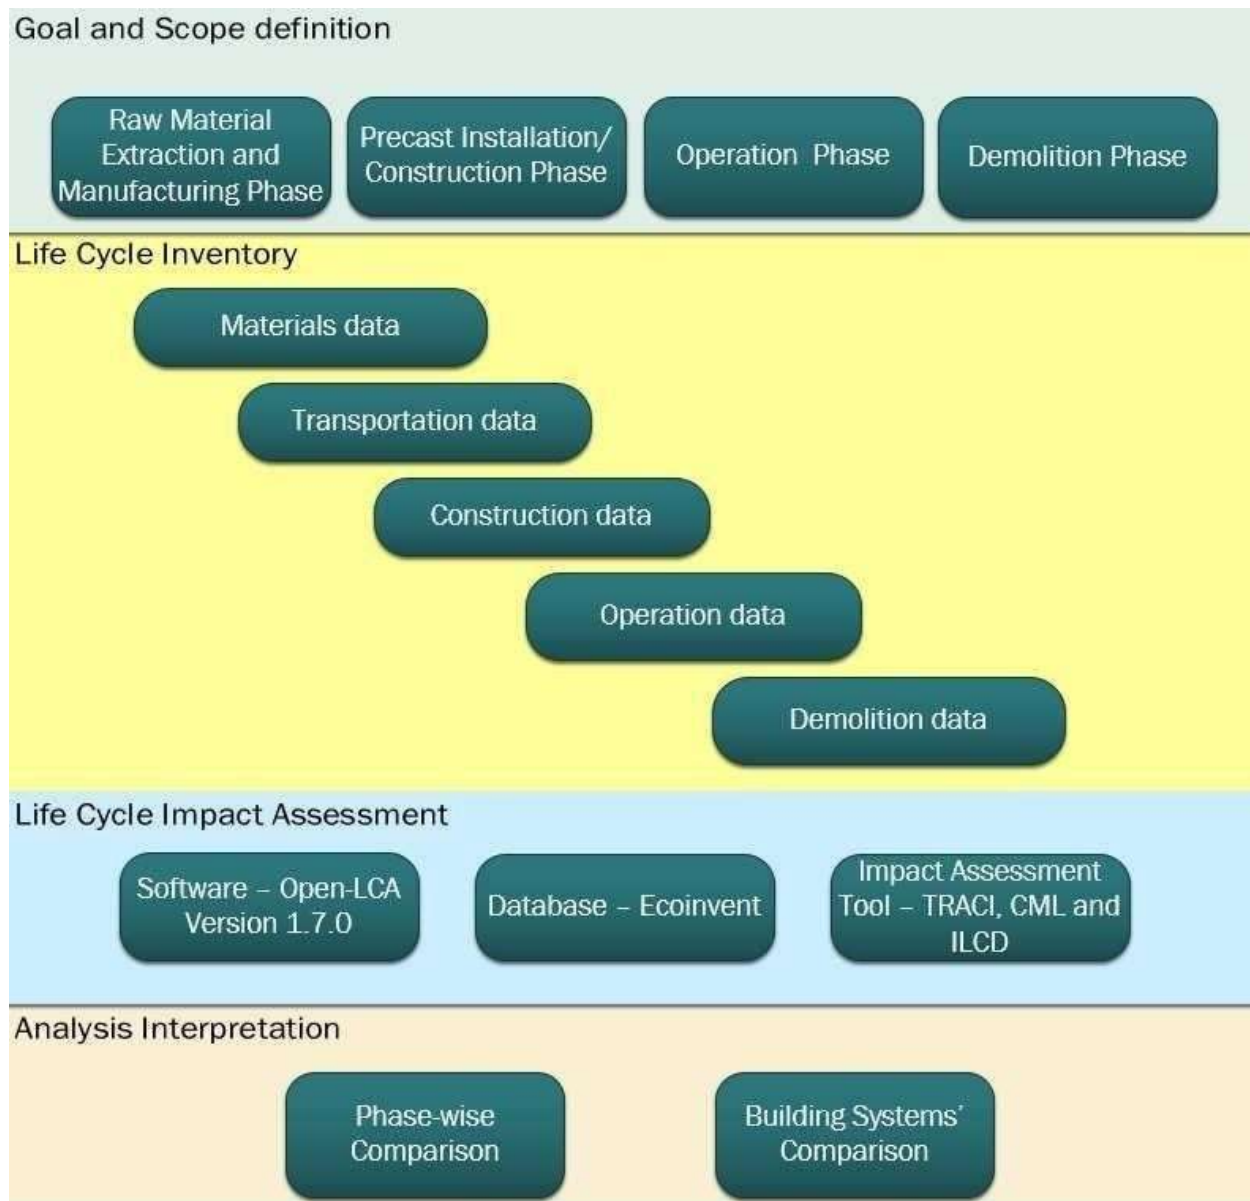 Goal and Scope definition
Raw Material
Extraction and
Manufacturing Phase
Precast Installation/
Construction Phase
Operation Phase
Demolition Phase
Life Cycle Inventory
Materials data
Transportation data
Construction data
Operation data
Demolition data
Life Cycle Impact Assessment
Software – Open-LCA
Version 1.7.0
Database – Ecoinvent
Impact Assessment
Tool – TRACI, CML and
ILCD
Analysis Interpretation
Phase-wise
Comparison
Building Systems’
Comparison